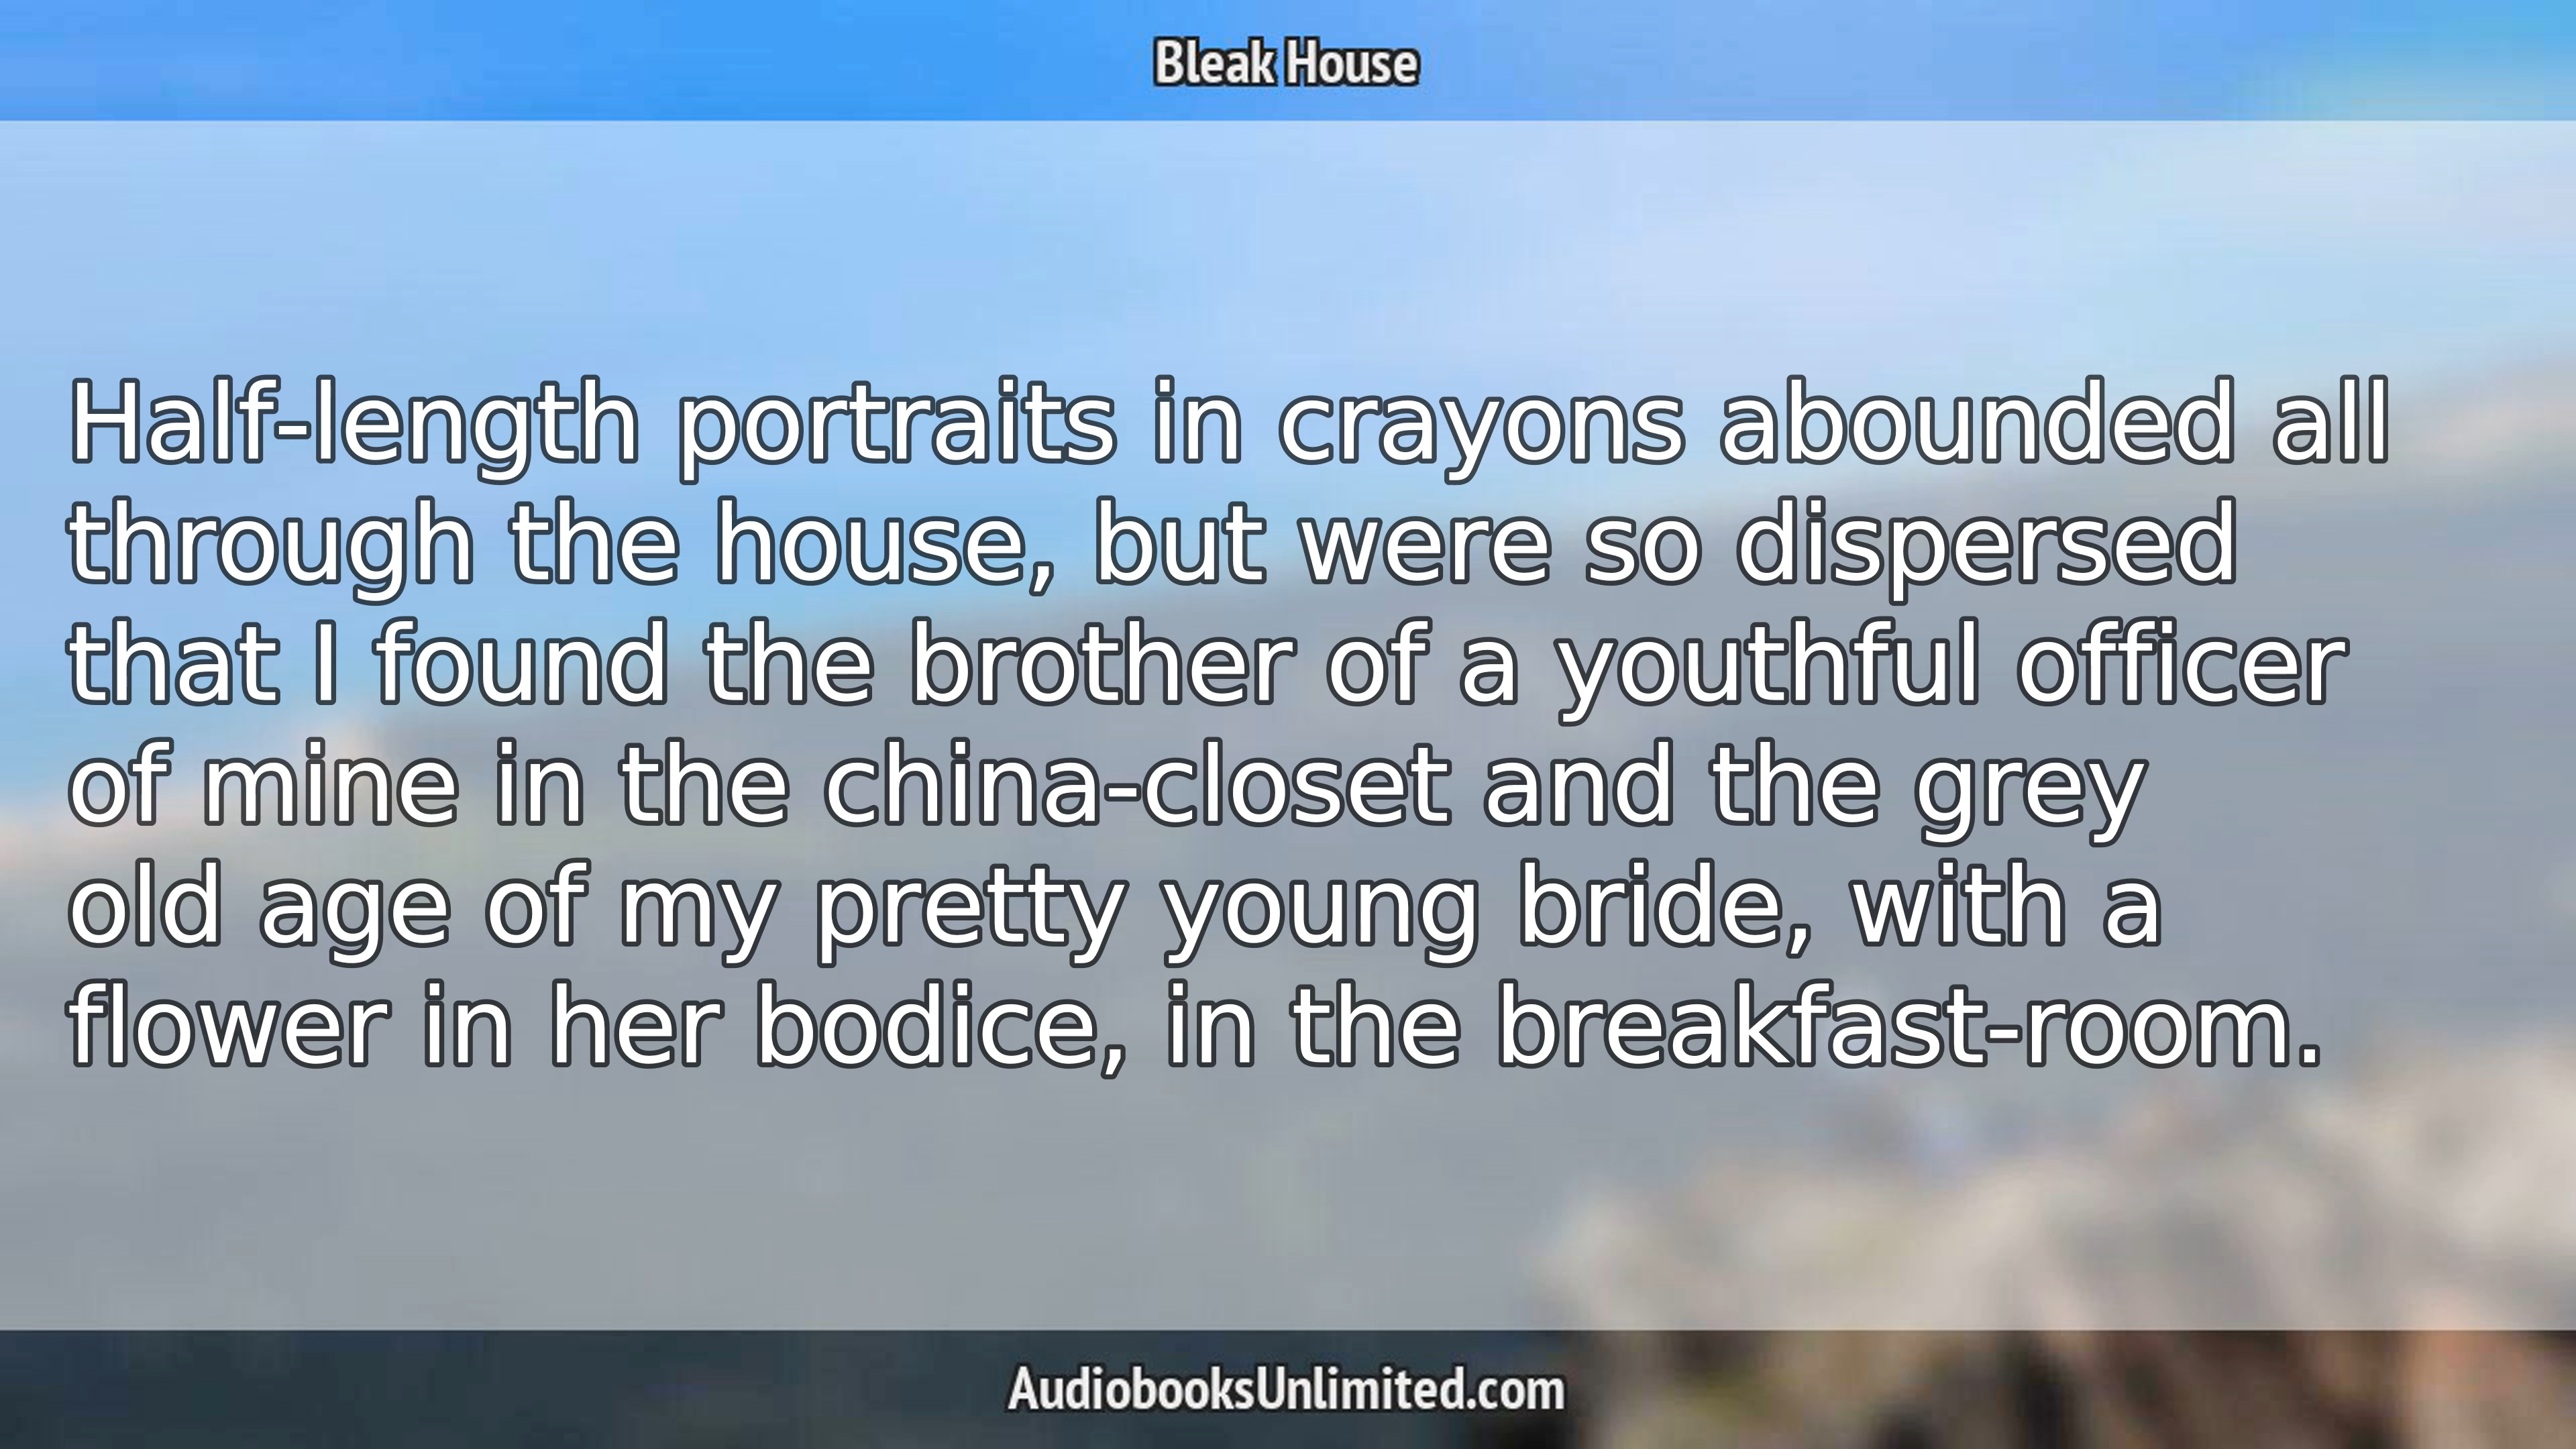 Bleak House
Half-length portraits in crayons abounded all
through the house, but were so dispersed
that I found the brother of a youthful officer
of mine in the china-closet and the grey
old age of my pretty young bride, with a
flower in her bodice, in the breakfast-room.
AudiobooksUnlimited.com